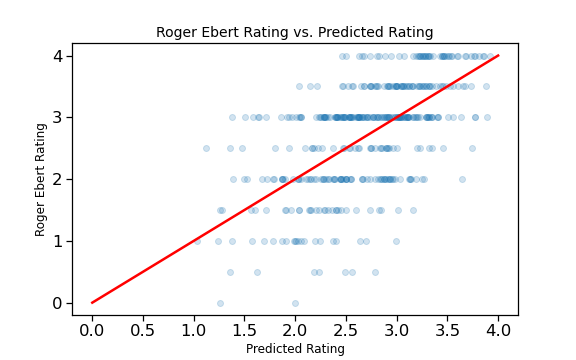 Roger Ebert Rating vs. Predicted Rating
Roger Ebert Rating
4
3
2
1
0
0.0 0.5 1.0 1.5 2.0 2.5 3.0 3.5 4.0
Predicted Rating